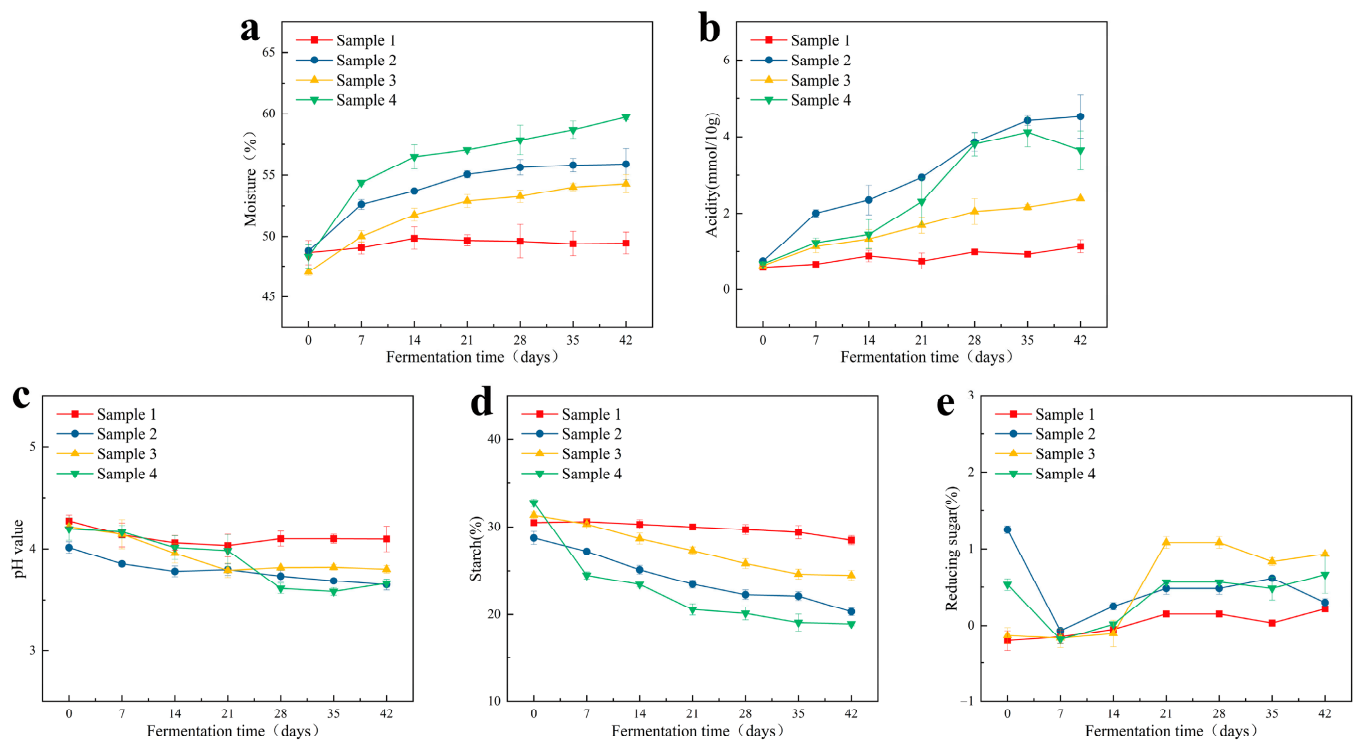 a
Sample 1
Sample 2
Sample 3
Sample 4
65
60
55
50
45
Moisture（%）
0 7 14 21 28 35 42
Fermentation time（days）
b
Sample 1
Sample 2
Sample 3
Sample 4
6
4
2
0
Acidity(mmol/10g)
0 7 14 21 28 35 42
Fermentation time（days）
c
Sample 1
Sample 2
Sample 3
Sample 4
5
4
3
pH value
0 7 14 21 28 35 42
Fermentation time（days）
d
Sample 1
Sample 2
Sample 3
Sample 4
40
30
20
10
Starch(%)
0 7 14 21 28 35 42
Fermentation time（days）
e
Sample 1
Sample 2
Sample 3
Sample 4
3
2
1
0
−1
Reducing sugar(%)
0 7 14 21 28 35 42
Fermentation time（days）